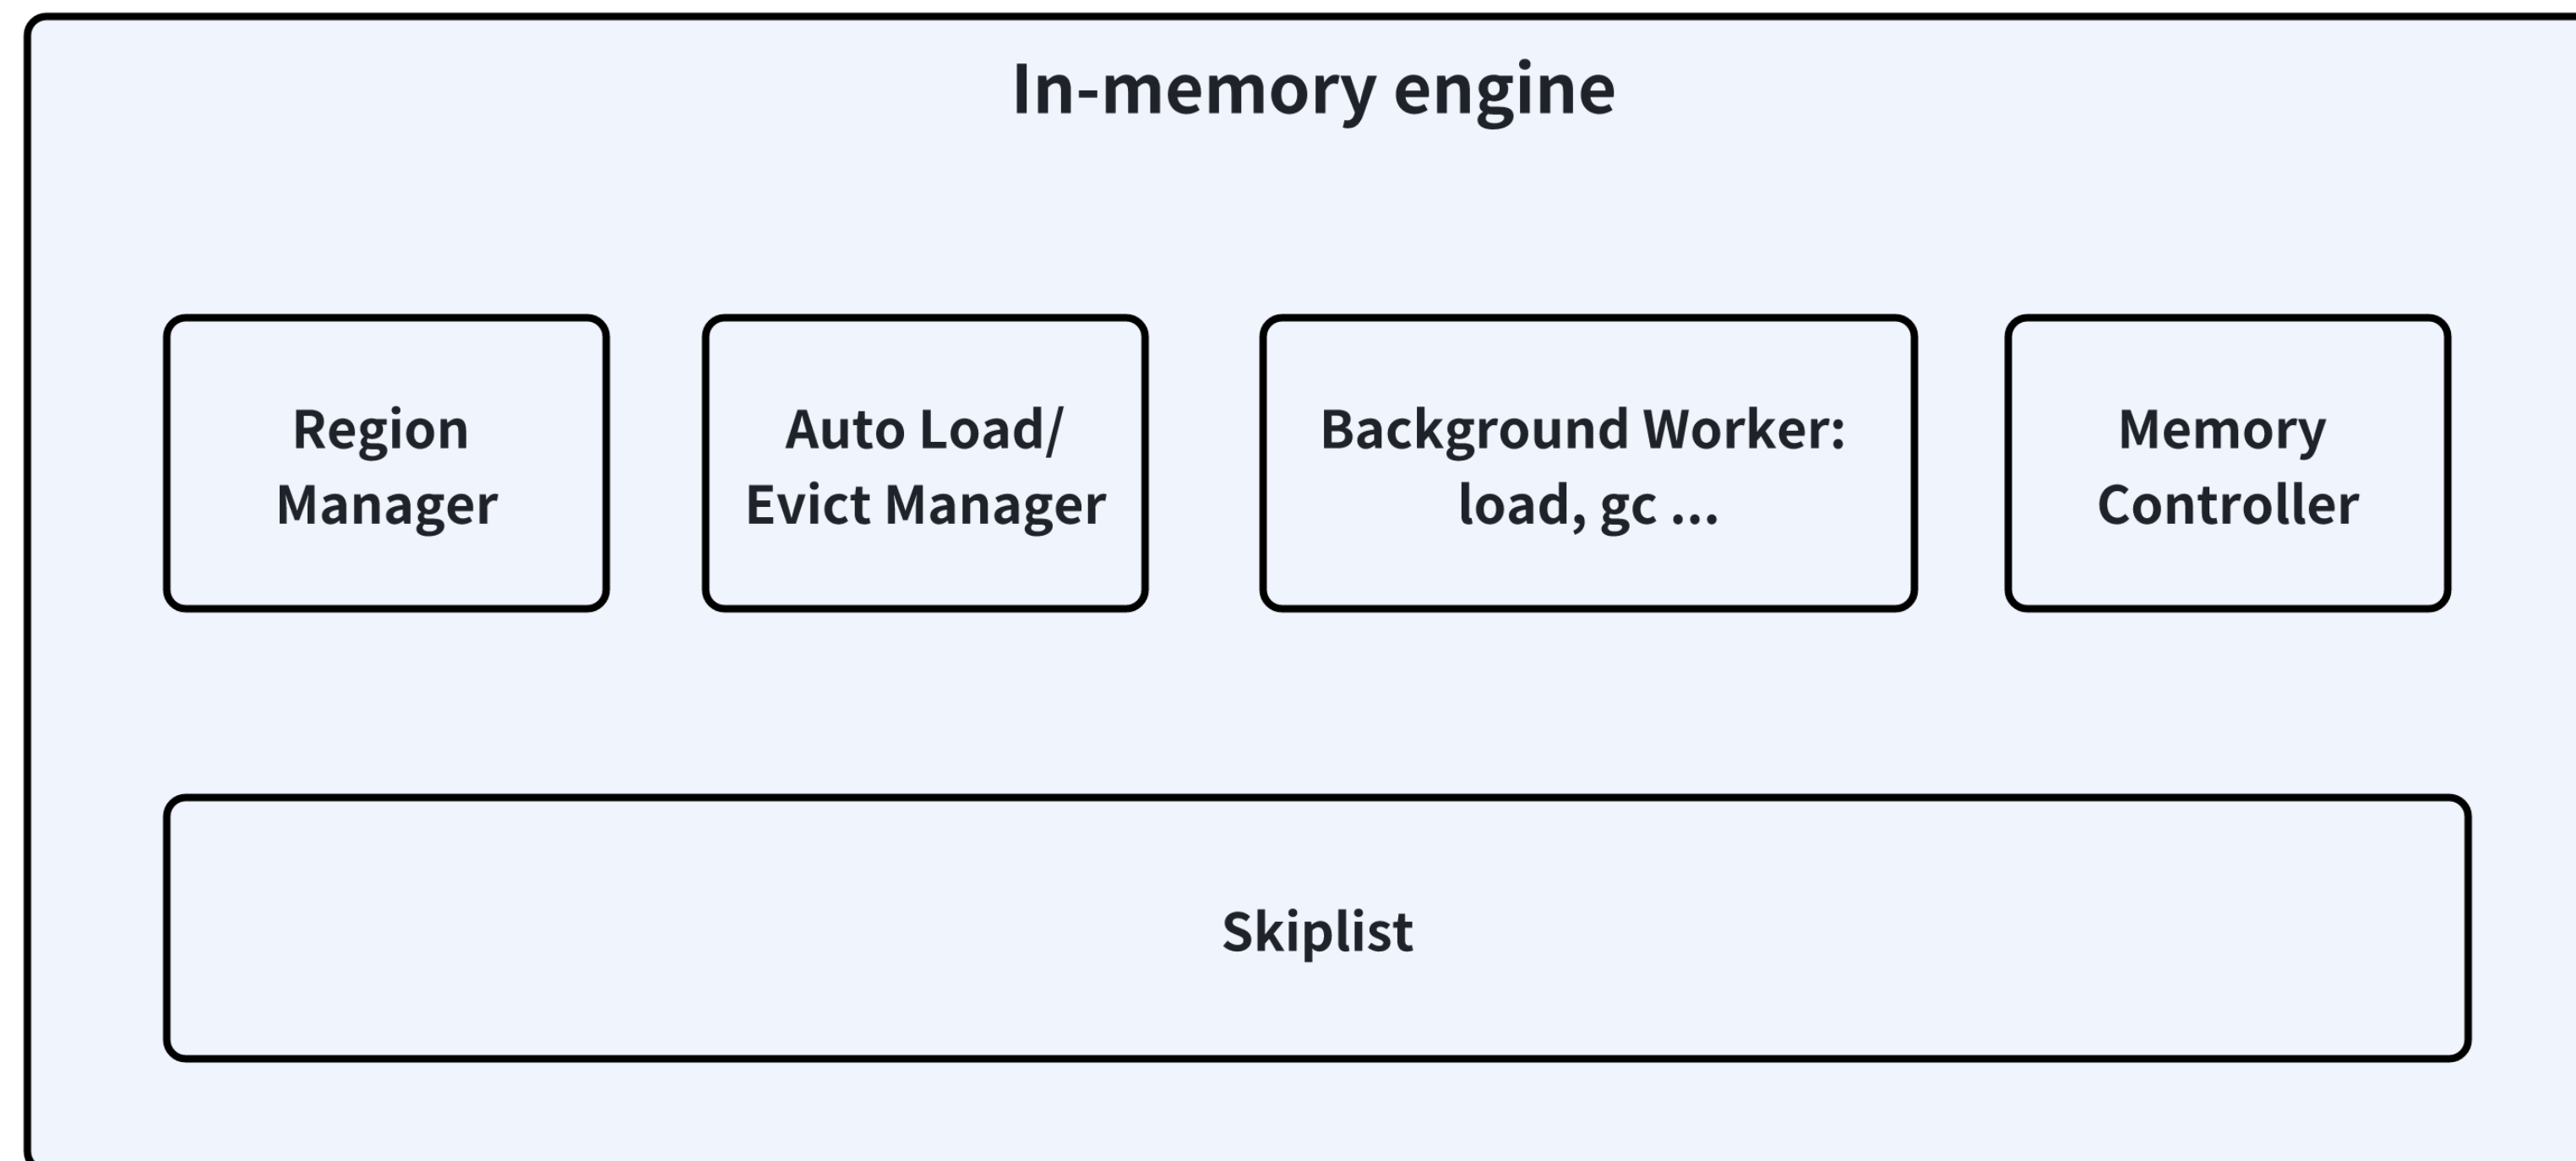 In-memory engine
Region
Manager
Auto Load/
Evict Manager
Background Worker:
load, gc ...
Memory
Controller
Skiplist